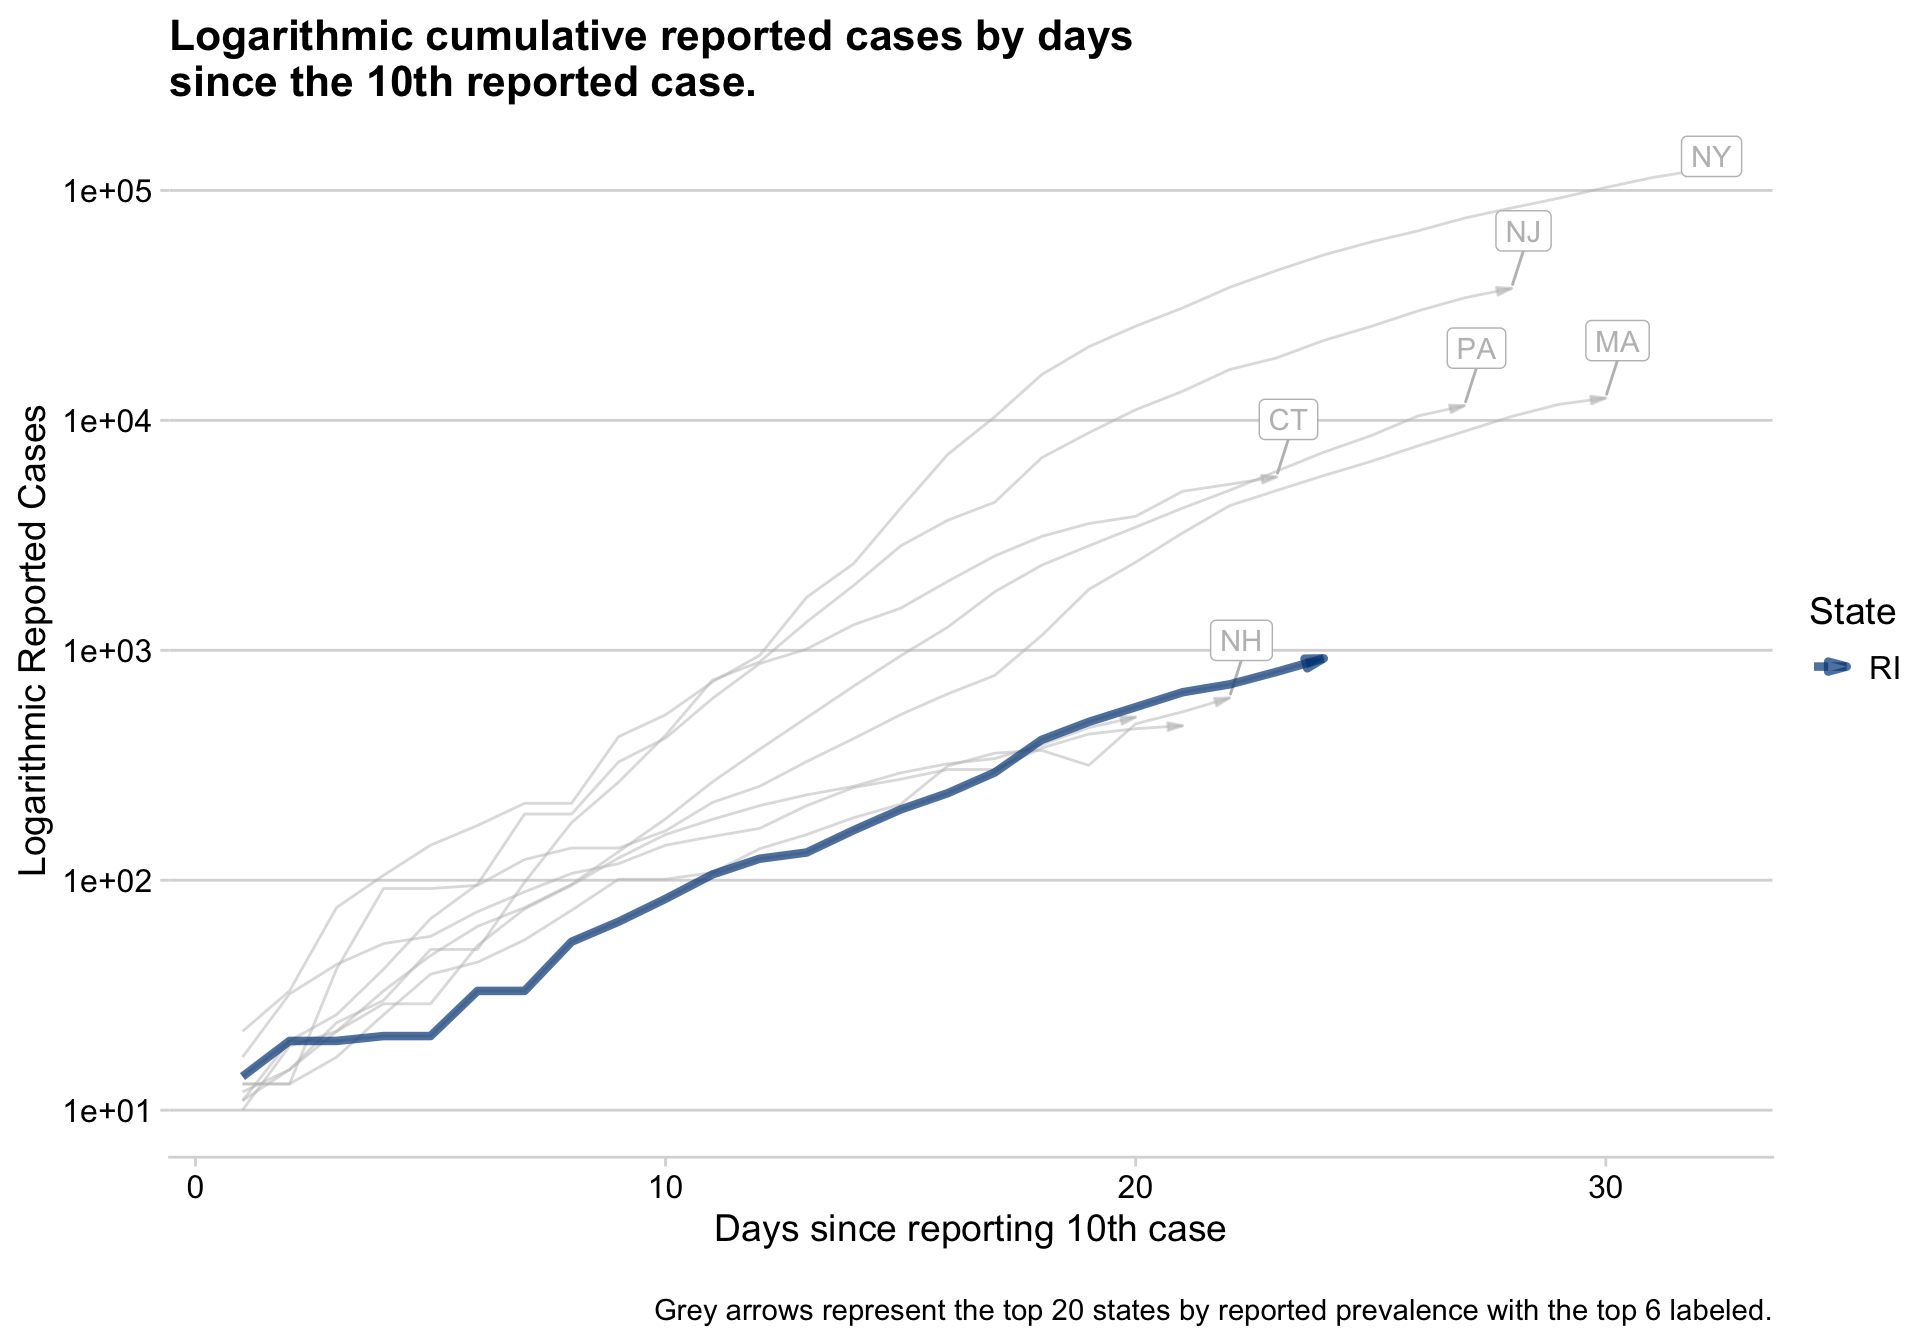 Logarithmic cumulative reported cases by days
since the 10th reported case.
NY
1e+05
NJ
MA
PA
CT
1e+04
NH
1e+03
1e+02
1e+01
Logarithmic Reported Cases
State
RI
0 10 20 30
Days since reporting 10th case
Grey arrows represent the top 20 states by reported prevalence with the top 6 labeled.